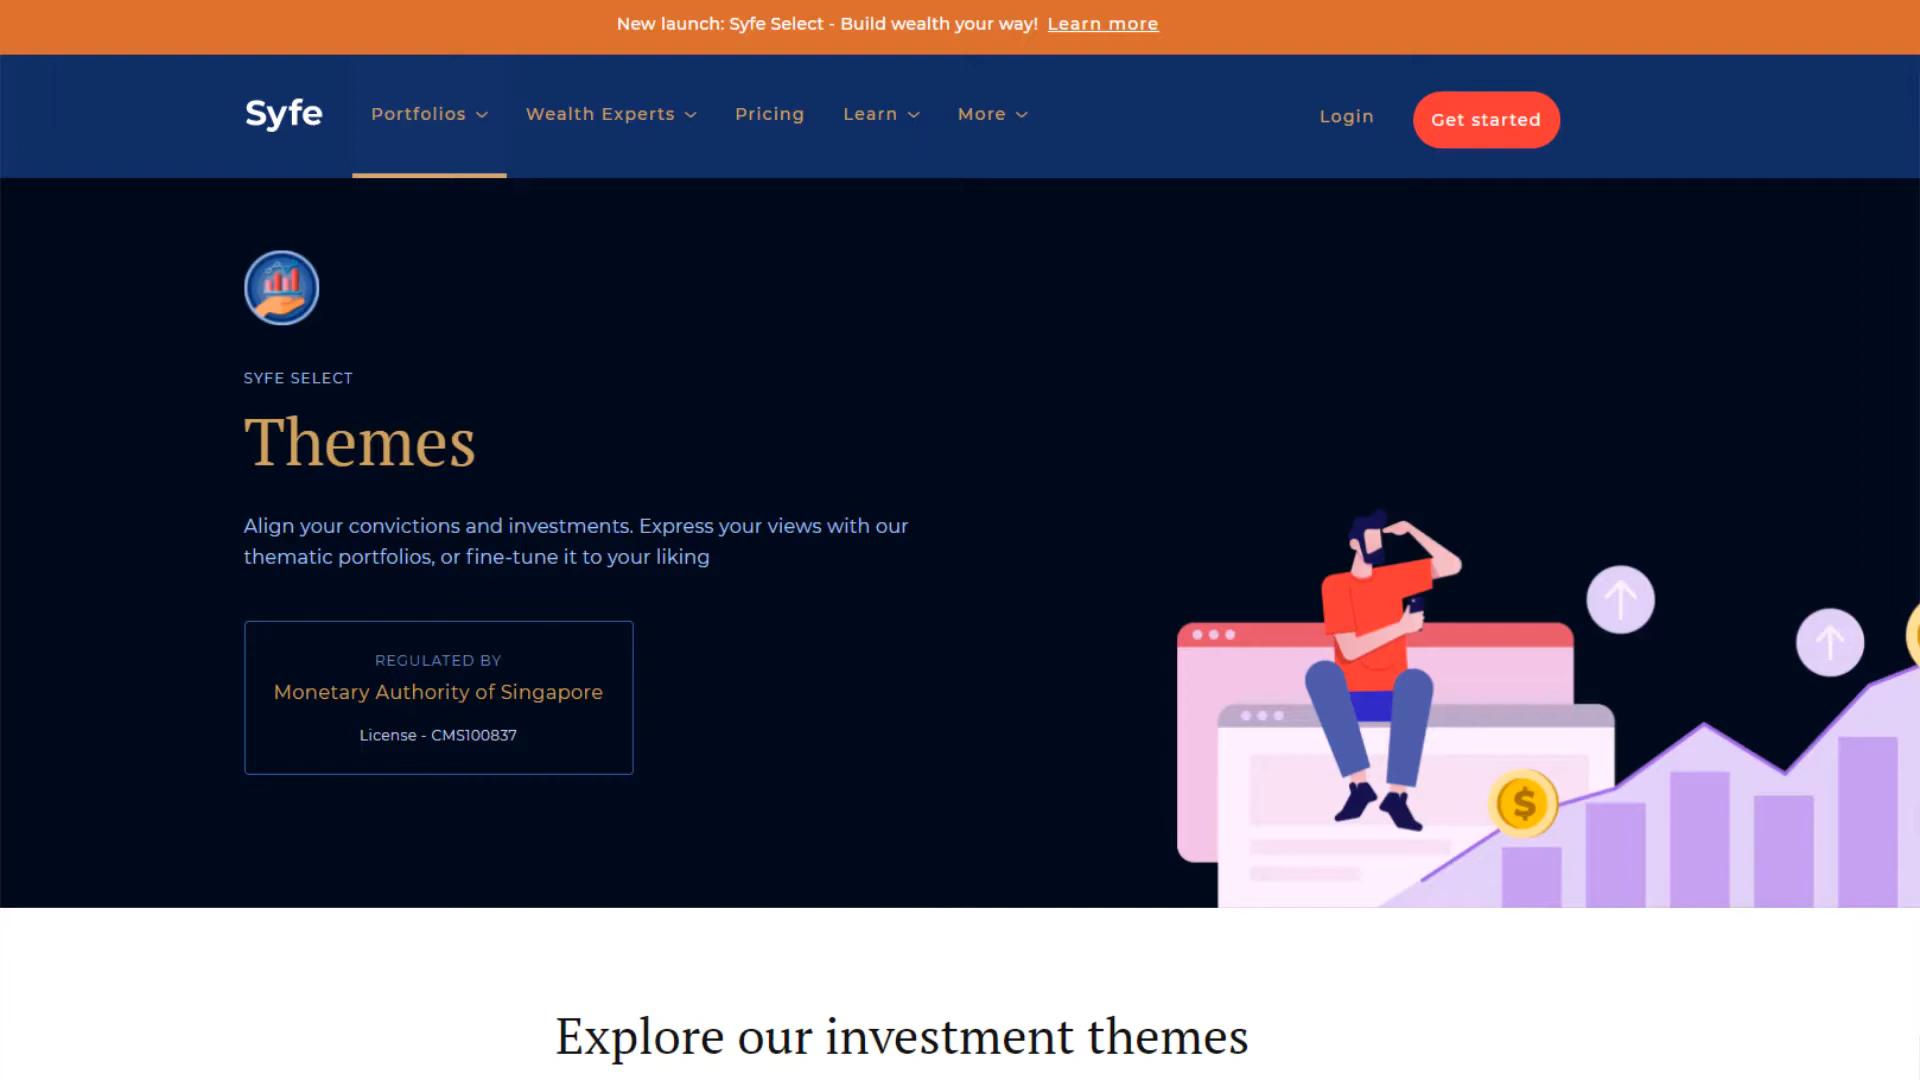 New launch: Syfe Select - Build wealth your way! Learn more
Syfe Portfolios Wealth Experts Pricing Learn More Login Get started
SYFE SELECT
Themes
Align your convictions and investments. Express your views with our
thematic portfolios, or fine-tune it to your liking
REGULATED BY
Monetary Authority of Singapore
License - CMS100837
$
Explore our investment themes